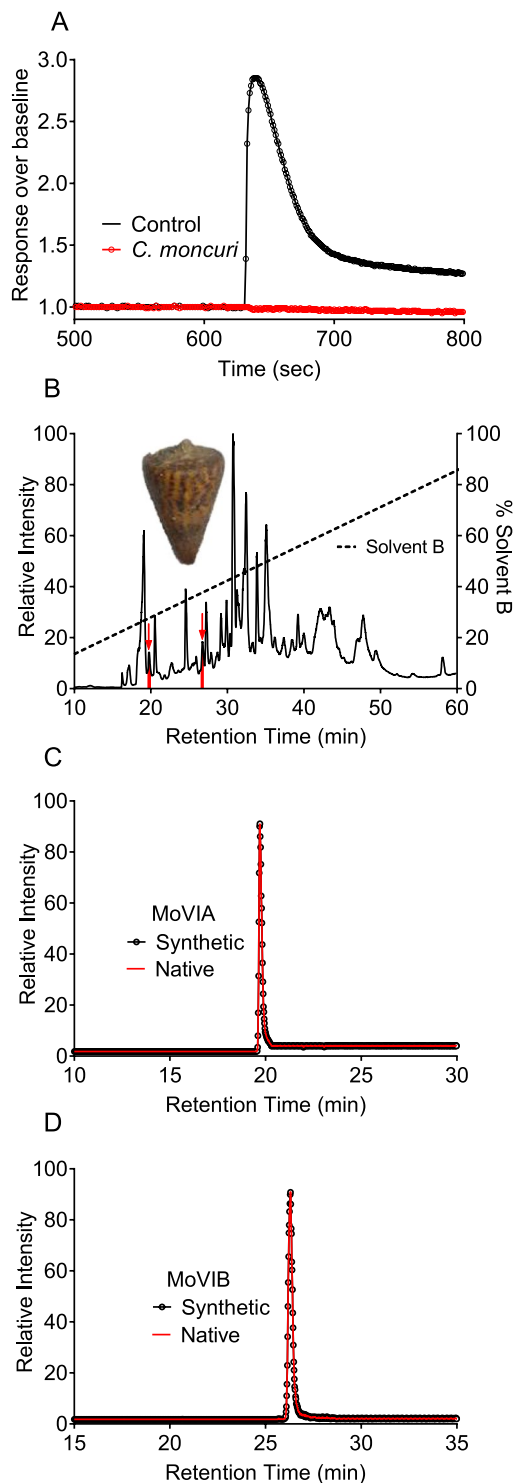 A
Response over baseline
3.0
2.5
2.0
1.5
1.0
Control
C. moncuri
500
600
700
800
Time (sec)
B
Relative Intensity
100
80
60
40
20
0
100
80
60
40
20
0
% Solvent B
Solvent B
10
20
30
40
50
60
Retention Time (min)
C
Relative Intensity
100
80
60
40
20
0
MoVIA
Synthetic
Native
10
15
20
25
30
Retention Time (min)
D
Relative Intensity
100
80
60
40
20
0
MoVIB
Synthetic
Native
15
20
25
30
35
Retention Time (min)